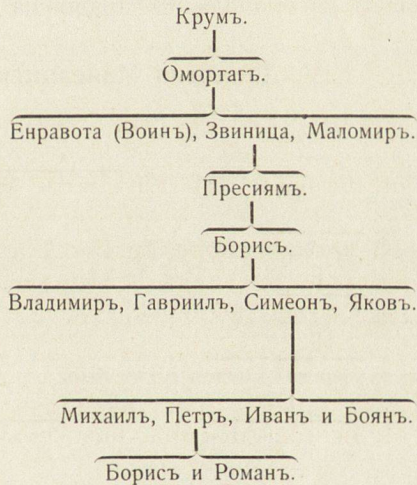 Крумъ.
Омортагъ.
Енравота (Воинъ), Звиница, Маломиръ.
Пресиямъ.
Борисъ.
Владимиръ, Гавриилъ, Симеонъ, Яковъ.
Михаилъ, Петръ, Иванъ и Боянъ.
Борисъ и Романъ.